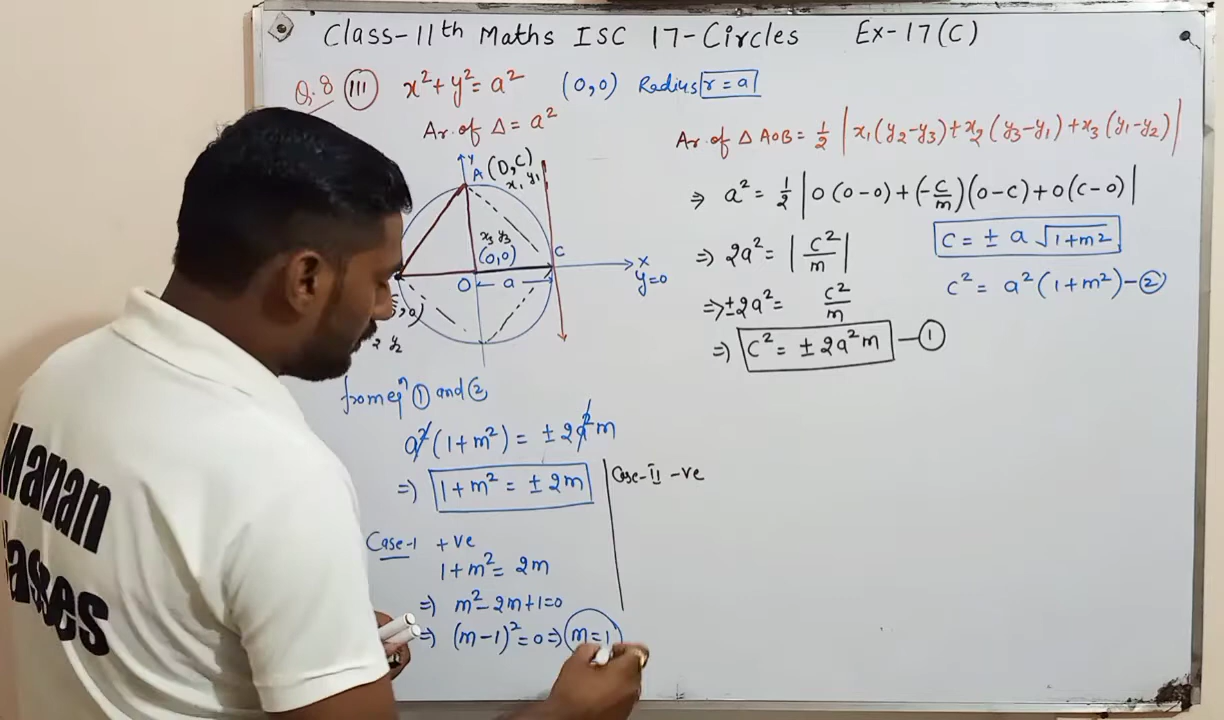 Class-11th Maths ISC 17-Circles Ex-17(C)
Q.8 (III) x²+y²=a² (0,0) Radius r=a
Ar. of Δ = a²
Y
A (0,C)
x₁ y₁
x₃ y₃
(0,0)
O a C
X
y=0
, a)
2 y₂
from eqⁿ ① and ②
a²(1+m²) = ±2a²m
⇒) 1+m² = ±2m
Case-1 +ve
1+m² = 2m
⇒) m²-2m+1=0
⇒) (m-1)²=0 ⇒ m=1
Case-II -ve
Ar. of Δ AOB = ½ |x₁(y₂-y₃)+x₂(y₃-y₁)+x₃(y₁-y₂)|
⇒ a² = ½ |0(0-0)+(-c/m)(0-c)+0(c-0)|
⇒) 2a² = |c²/m|
⇒ ±2a² = c²/m
⇒) c² = ±2a²m —①
c = ± a √1+m²
c² = a²(1+m²) —②
Manan
lasses